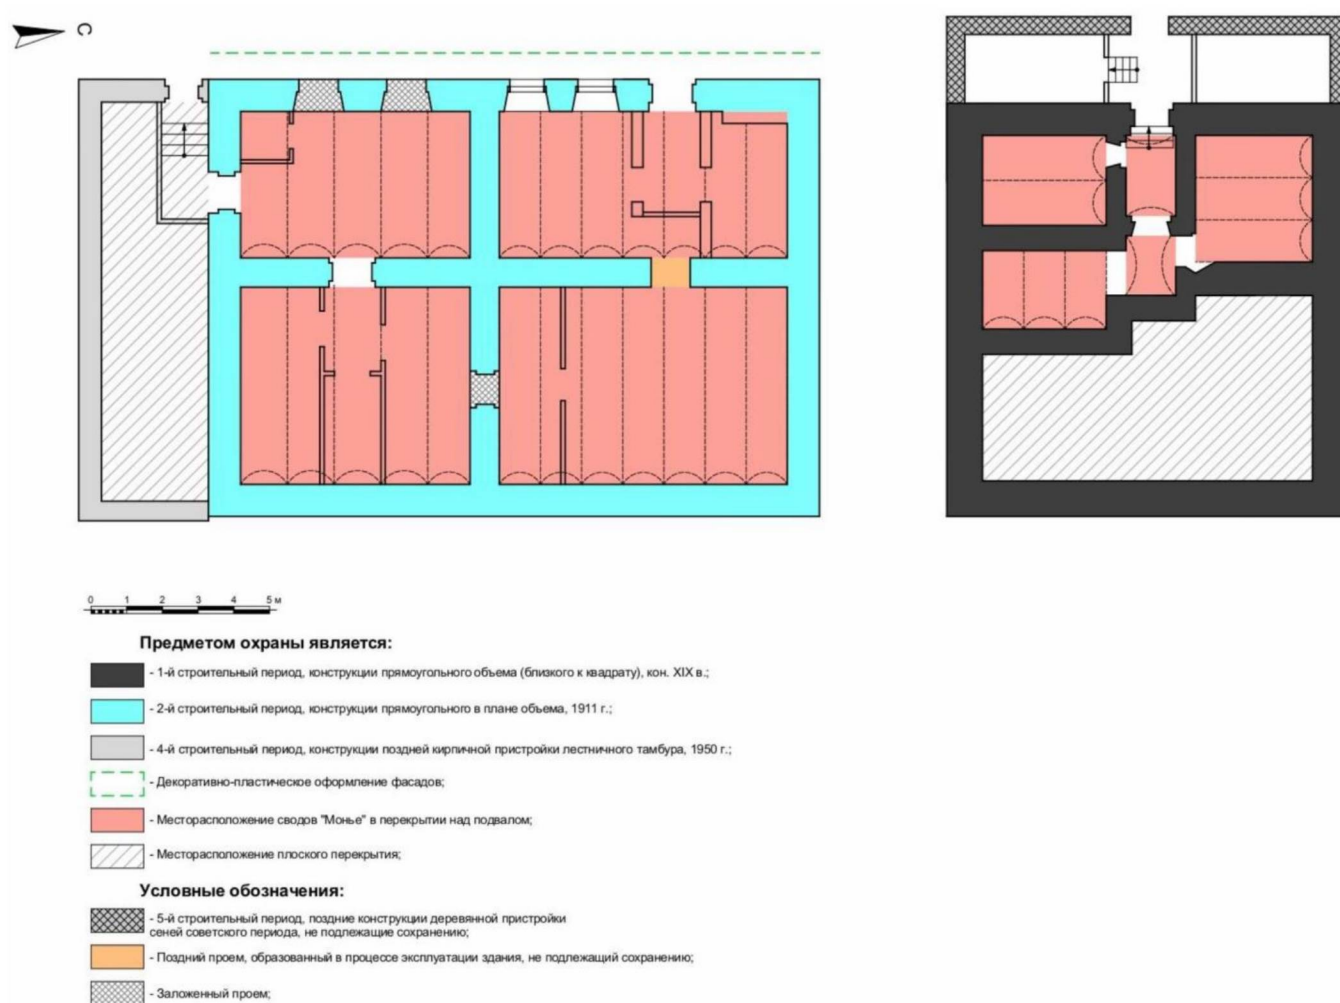 С
0 1 2 3 4 5 м
Предметом охраны является:
- 1-й строительный период, конструкции прямоугольного объема (близкого к квадрату), кон. XIX в.;
- 2-й строительный период, конструкции прямоугольного в плане объема, 1911 г.;
- 4-й строительный период, конструкции поздней кирпичной пристройки лестничного тамбура, 1950 г.;
- Декоративно-пластическое оформление фасадов;
- Месторасположение сводов "Монье" в перекрытии над подвалом;
- Месторасположение плоского перекрытия;
Условные обозначения:
- 5-й строительный период, поздние конструкции деревянной пристройки
сеней советского периода, не подлежащие сохранению;
- Поздний проем, образованный в процессе эксплуатации здания, не подлежащий сохранению;
- Заложенный проем;